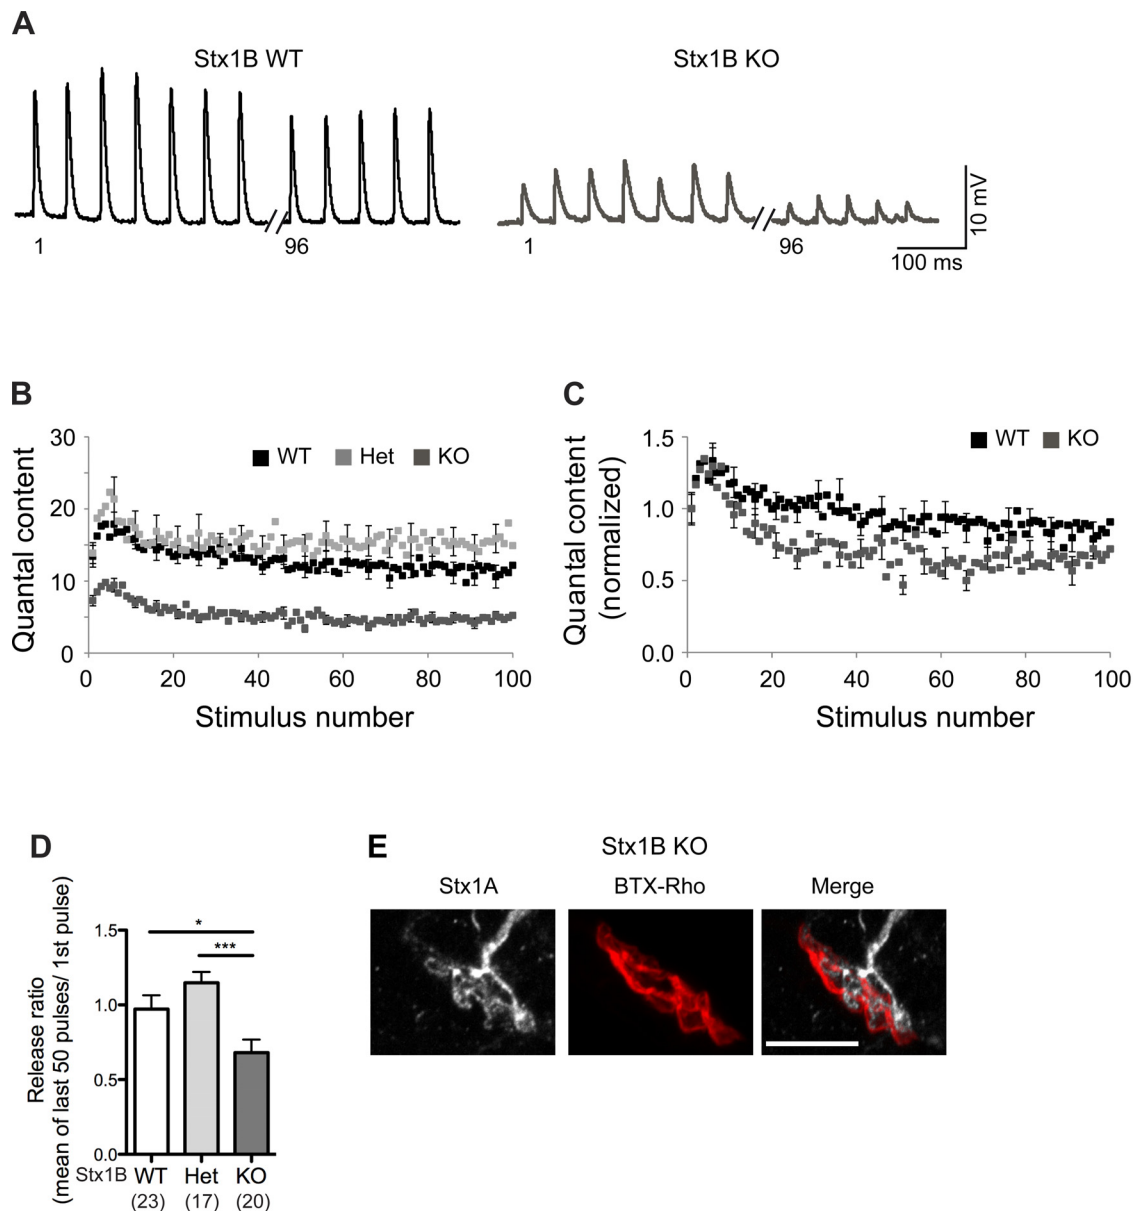 A
Stx1B WT
Stx1B KO
1
96
1
96
10 mV
100 ms
B
Quantal content
30
20
10
0
WT
Het
KO
0
20
40
60
80
100
Stimulus number
C
Quantal content
(normalized)
1.5
1.0
0.5
0.0
WT
KO
0
20
40
60
80
100
Stimulus number
D
Release ratio
(mean of last 50 pulses/ 1st pulse)
1.5
1.0
0.5
0.0
*
***
Stx1B WT Het KO
(23) (17) (20)
E
Stx1B KO
Stx1A
BTX-Rho
Merge